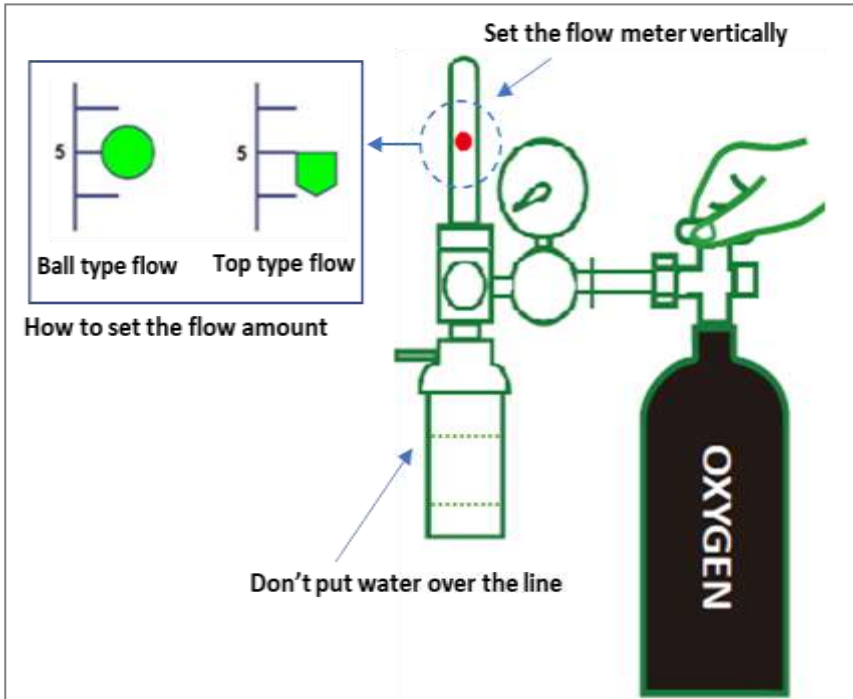 Set the flow meter vertically
5
5
Ball type flow
Top type flow
How to set the flow amount
Don't put water over the line
OXYGEN